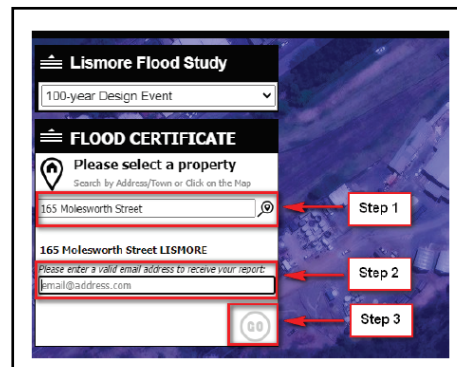 Lismore Flood Study
100-year Design Event
FLOOD CERTIFICATE
Please select a property
Search by Address/Town or Click on the Map
165 Molesworth Street
Step 1
165 Molesworth Street LISMORE
Please enter a valid email address to receive your report:
email@address.com
Step 2
GO
Step 3